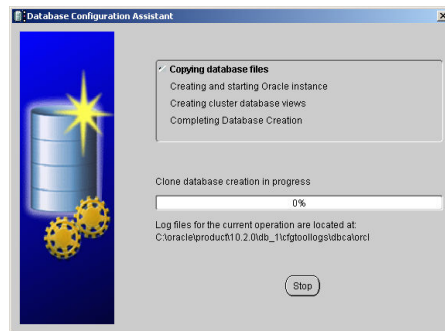 Database Configuration Assistant
Copying database files
Creating and starting Oracle instance
Creating cluster database views
Completing Database Creation
Clone database creation in progress
0%
Log files for the current operation are located at:
C:\oracle\product\10.2.0\db_1\cfgtoollogs\dbca\orcl
Stop